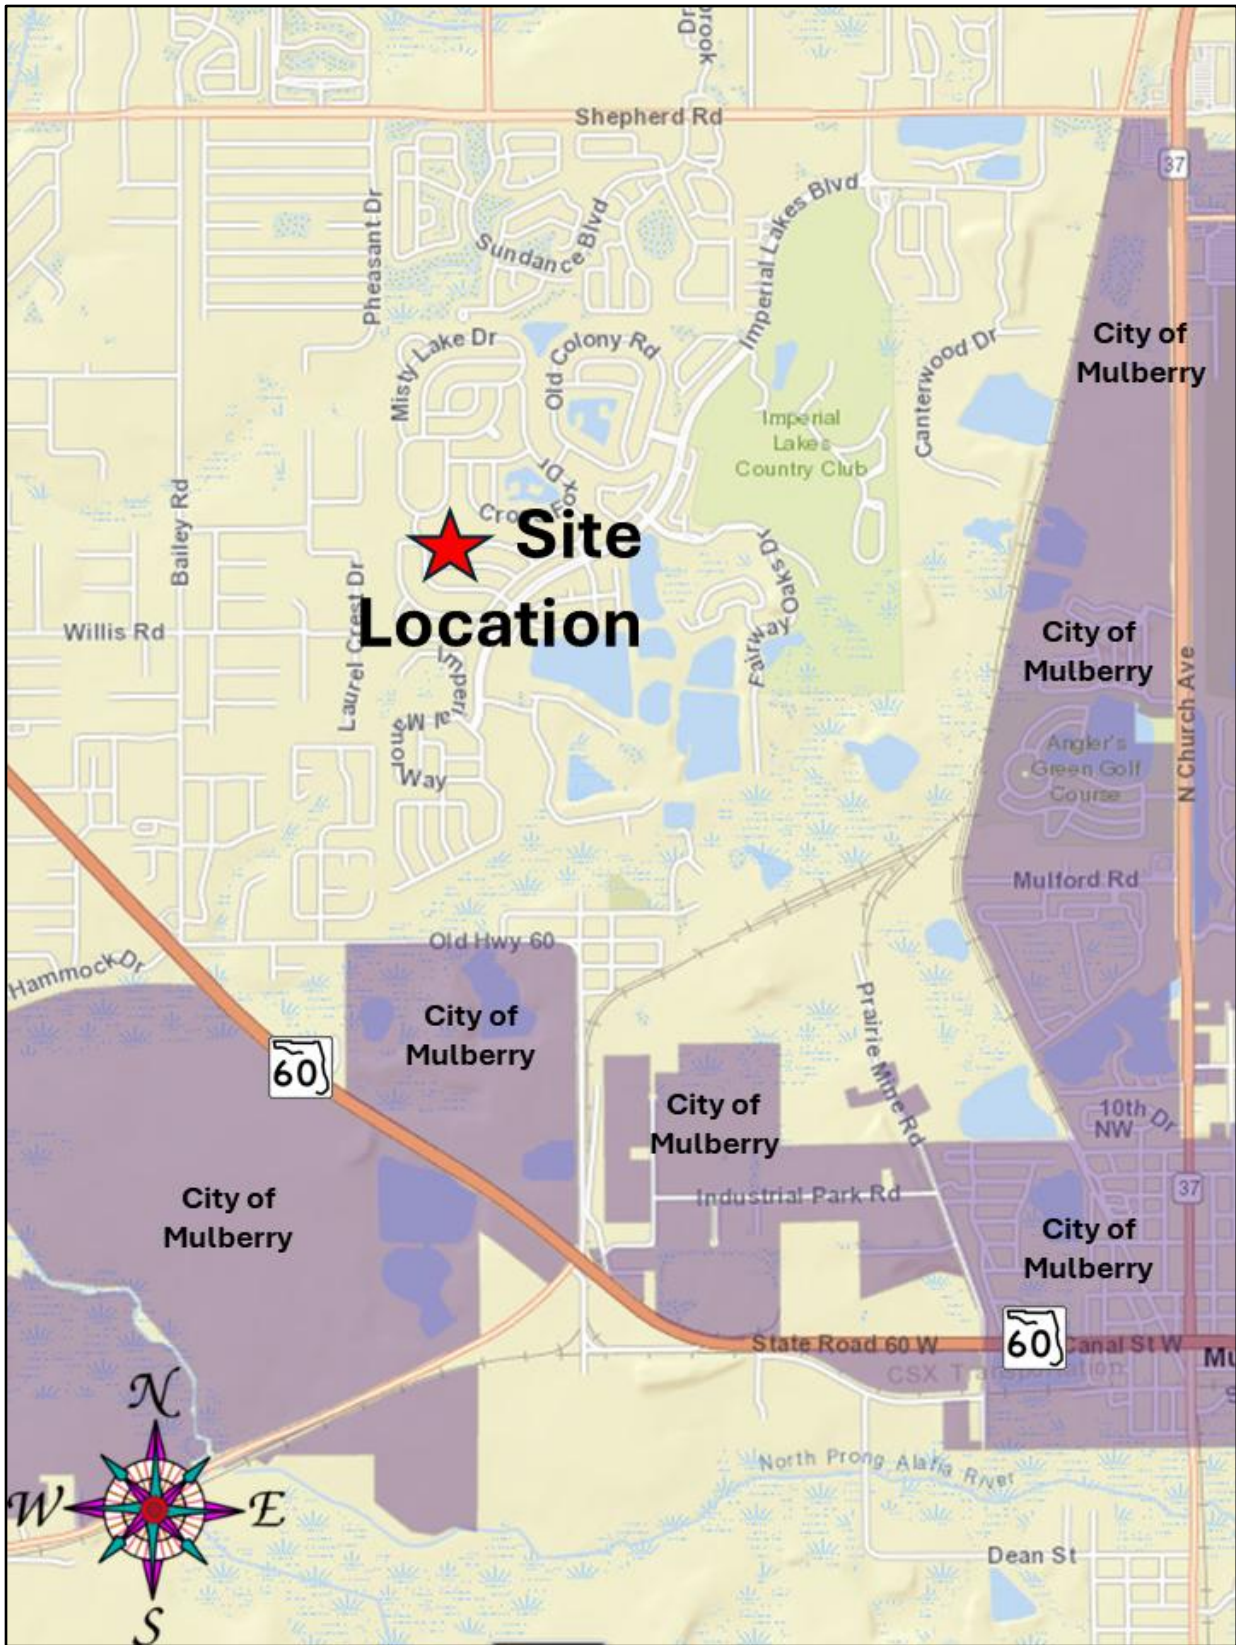 brook
Dr
Shepherd Rd
37
Imperial Lakes Blvd
Pheasant Dr
Sundance Blvd
City of
Mulberry
Misty Lake Dr
Old Colony Rd
Canterwood Dr
Imperial
Lakes
Country Club
Bailey Rd
Cross Fox Dr
Site
Location
Fairway Oaks Dr
Laurel Crest Dr
Willis Rd
City of
Mulberry
N Church Ave
Imperial Manor
Way
Angler's
Green Golf
Course
Mulford Rd
Old Hwy 60
Hammock Dr
City of
Mulberry
60
Prairie Mine Rd
City of
Mulberry
10th Dr
NW
Industrial Park Rd
37
City of
Mulberry
City of
Mulberry
State Road 60 W
60
Canal St W
Mu
CSX Transportation
S
N
North Prong Alafia River
W
E
Dean St
S